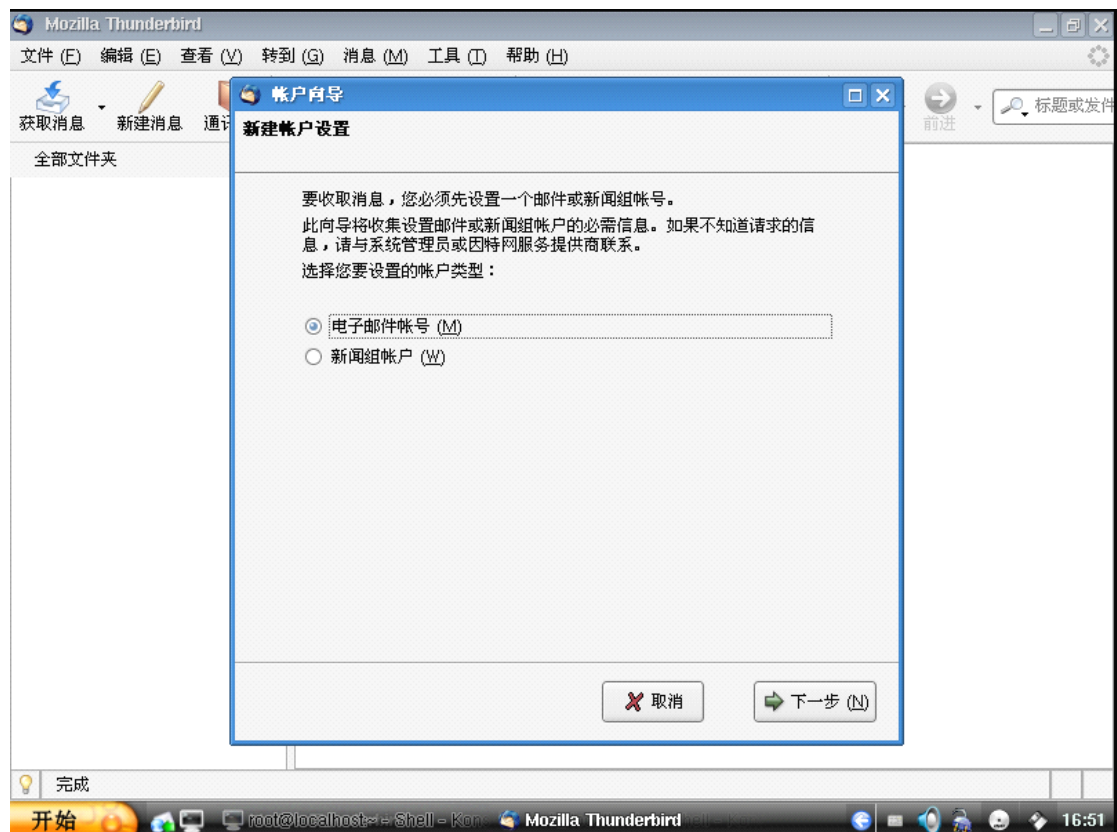 Mozilla Thunderbird
文件 (F) 编辑 (E) 查看 (V) 转到 (G) 消息 (M) 工具 (T) 帮助 (H)
获取消息 新建消息 前进 标题或发件
帐户向导
新建帐户设置
全部文件夹
要收取消息，您必须先设置一个邮件或新闻组帐号。
此向导将收集设置邮件或新闻组帐户的必需信息。如果不知道请求的信
息，请与系统管理员或因特网服务提供商联系。
选择您要设置的帐户类型：
电子邮件帐号 (M)
新闻组帐户 (W)
取消 下一步 (N)
完成
开始 root@localhost:~ - Shell - Kon Mozilla Thunderbird 16:51